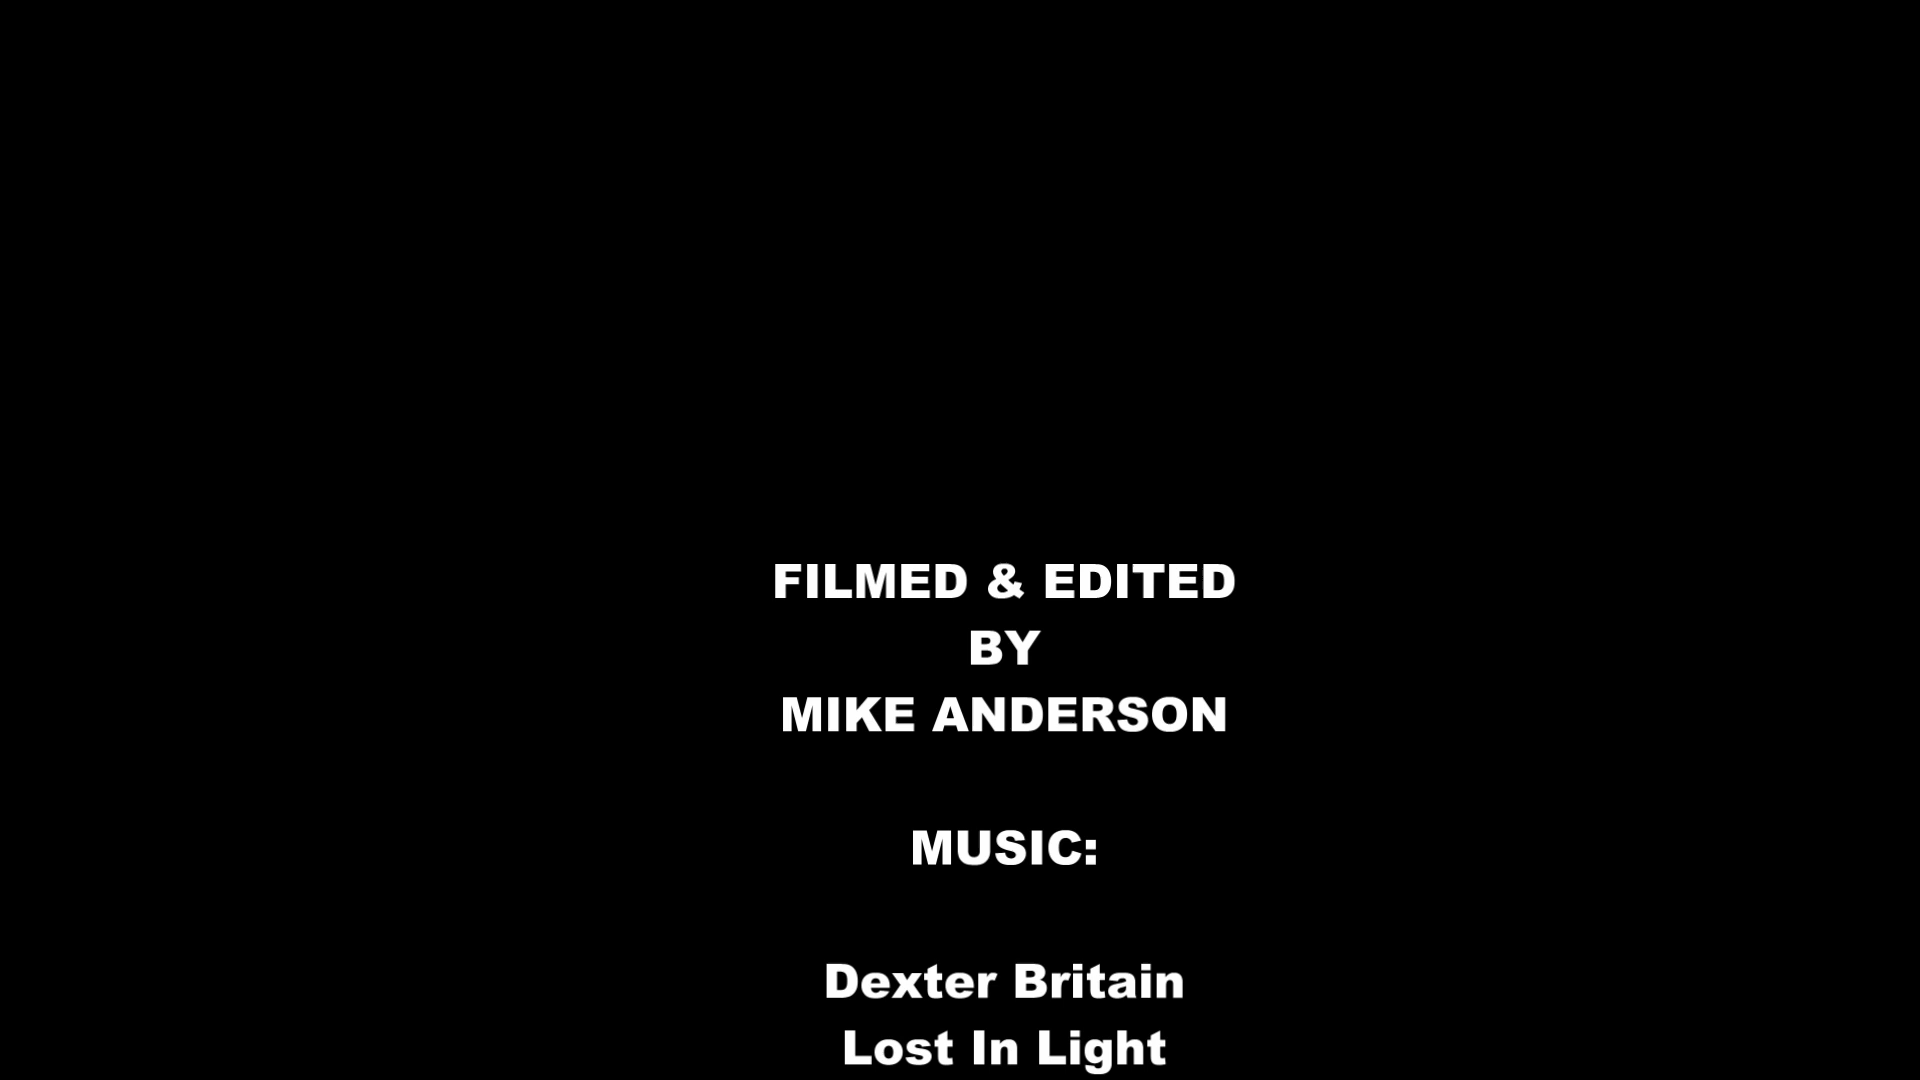 FILMED & EDITED
BY
MIKE ANDERSON
MUSIC:
Dexter Britain
Lost In Light